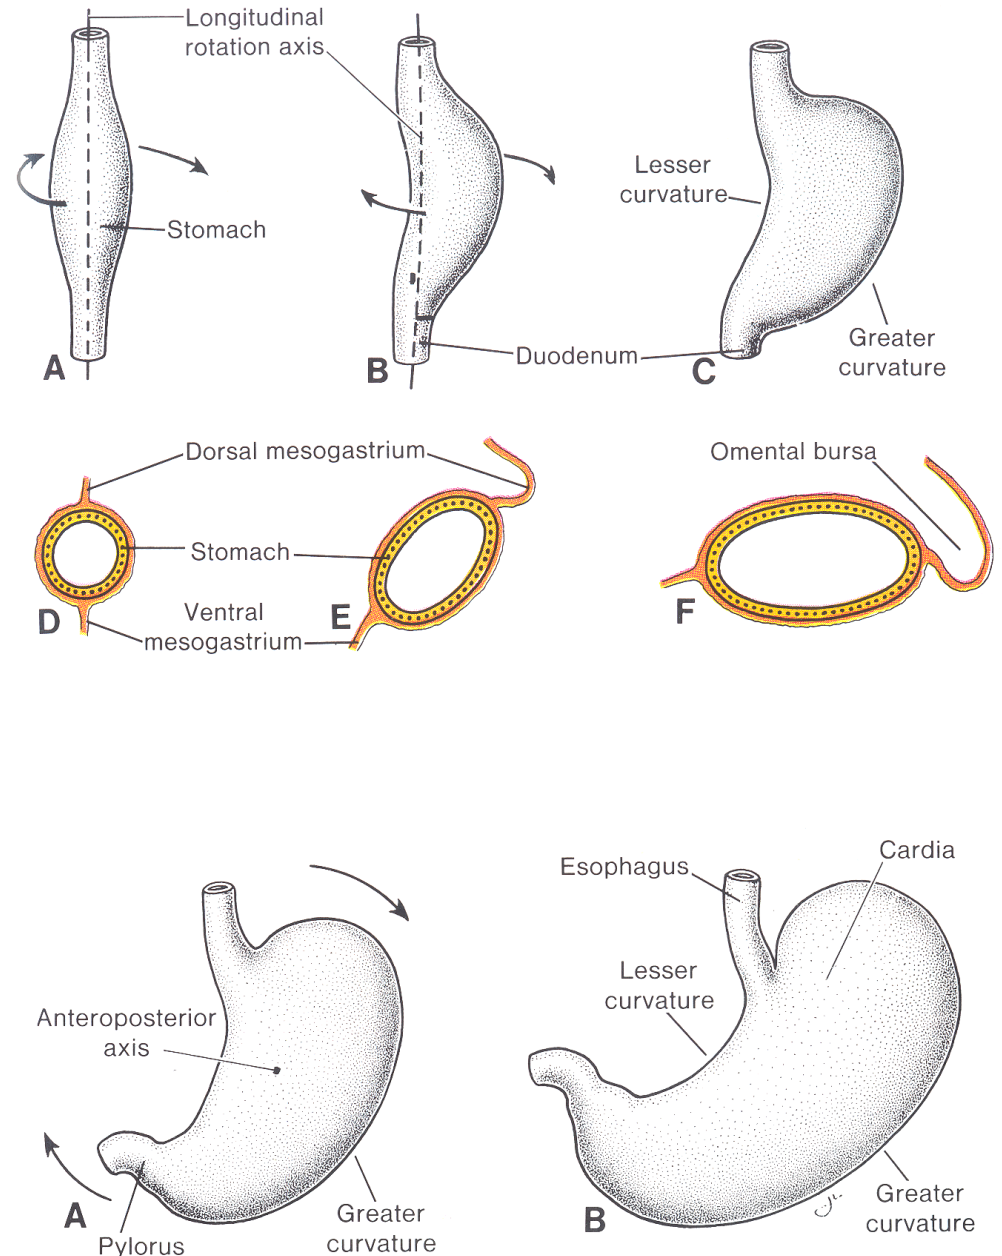 Longitudinal
rotation axis
Stomach
Lesser
curvature
Greater
curvature
Duodenum
A
B
C
Dorsal mesogastrium
Omental bursa
Stomach
Ventral
mesogastrium
D
E
F
Cardia
Esophagus
Lesser
curvature
Anteroposterior
axis
Greater
curvature
Greater
curvature
A
B
Pylorus